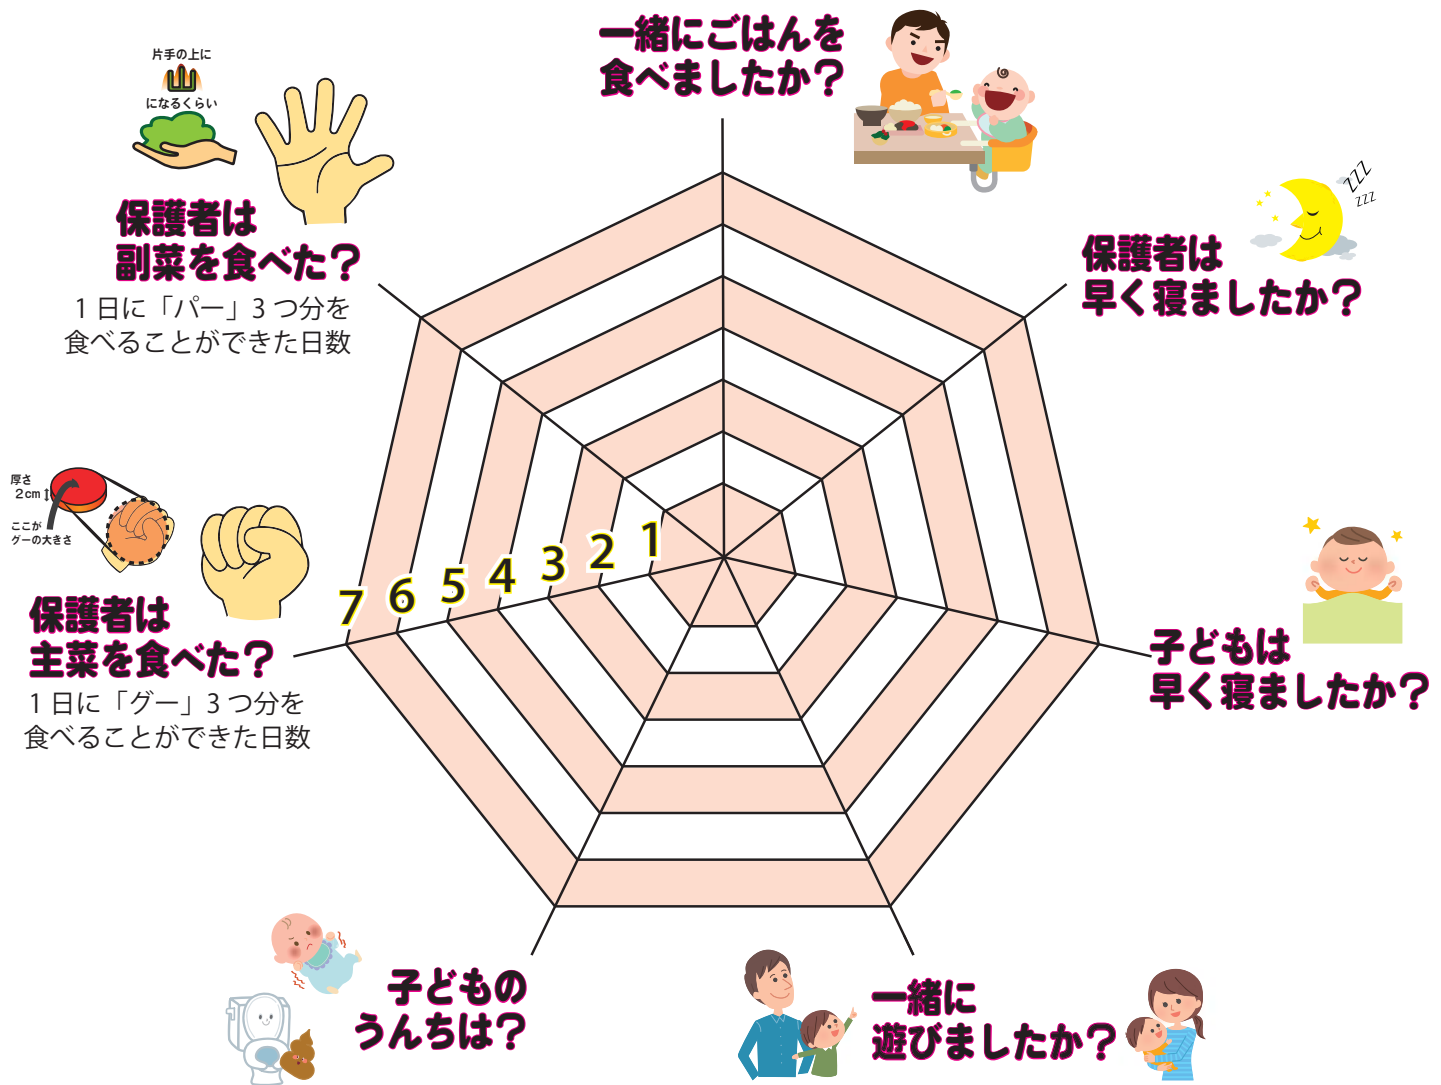 一緒にごはんを
食べましたか？
片手の上に
山
になるくらい
保護者は
副菜を食べた？
1日に「パー」3つ分を
食べることができた日数
zzz
zzz
保護者は
早く寝ましたか？
厚さ
2cm
ここが
グーの大きさ
保護者は
主菜を食べた？
1日に「グー」3つ分を
食べることができた日数
7 6 5 4 3 2 1
子どもは
早く寝ましたか？
子どもの
うんちは？
一緒に
遊びましたか？